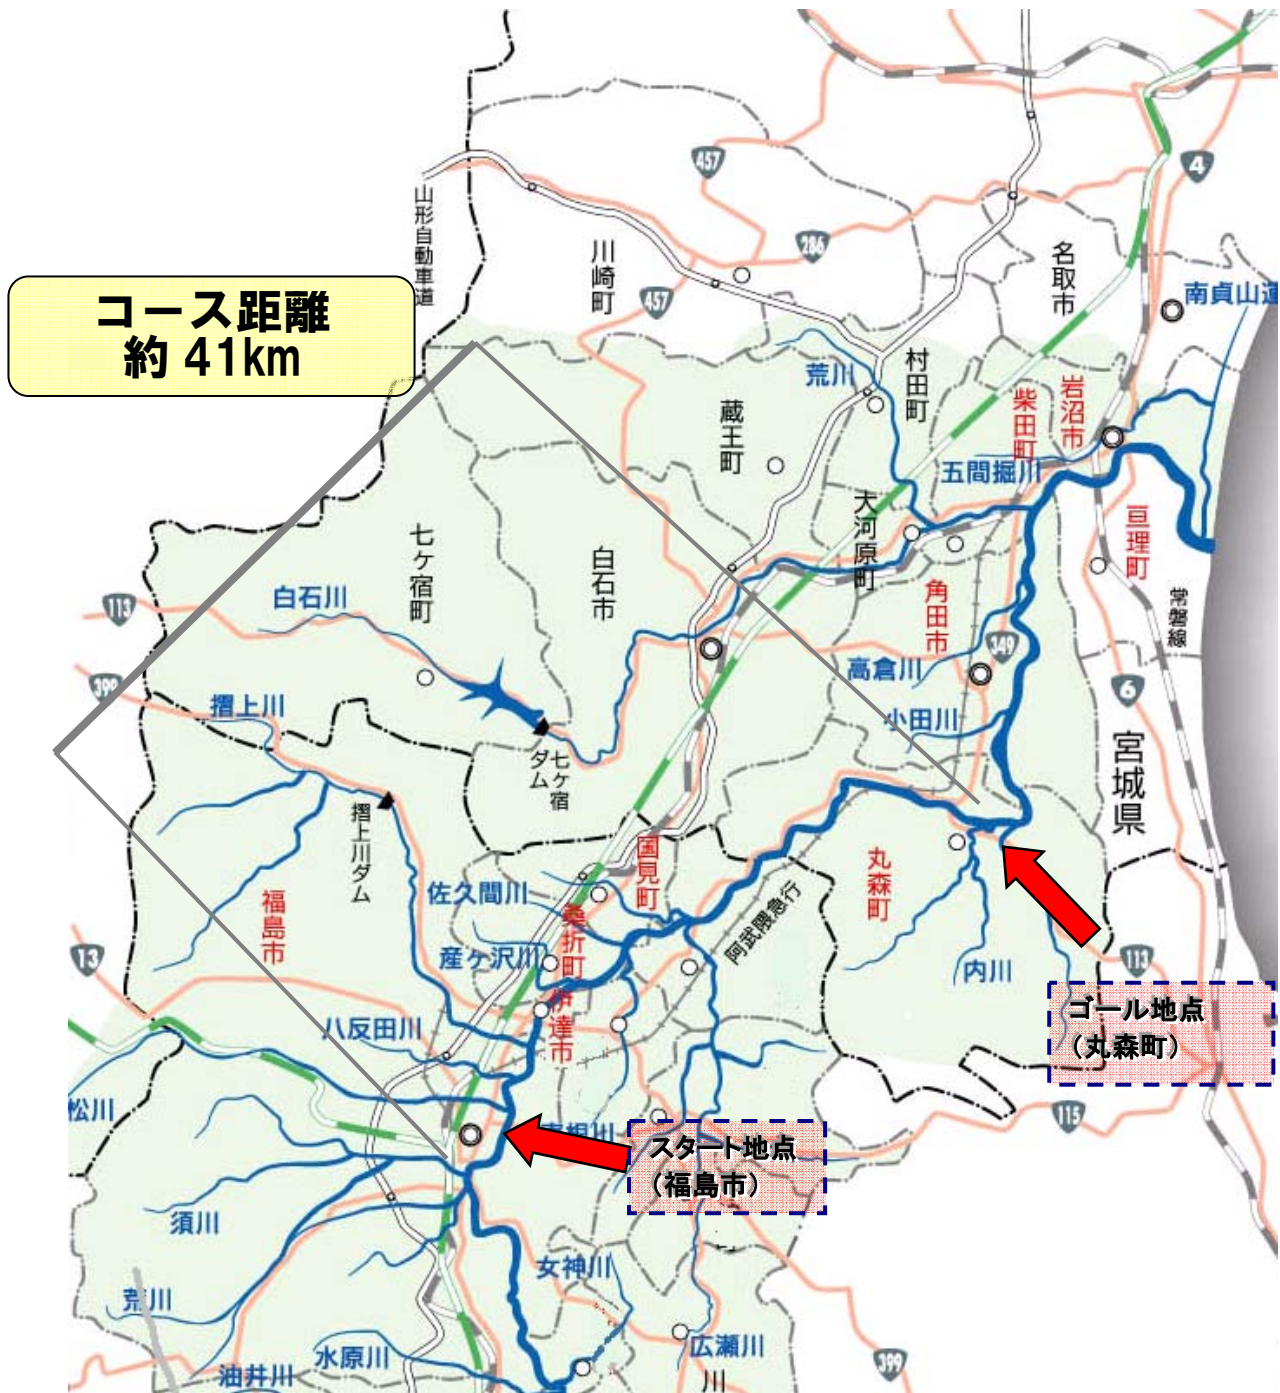 コース距離
約 41km
山形自動車道
457
4
川崎町
286
名取市
457
南貞山運
荒川
村田町
柴田町
岩沼市
蔵王町
五間掘川
大河原町
亘理町
七ヶ宿町
白石市
白石川
113
角田市
常磐線
349
高倉川
399
摺上川
6
小田川
七ヶ宿ダム
宮城県
摺上川ダム
国見町
丸森町
佐久間川
桑折町
福島市
阿武隈急行
13
産ヶ沢川
内川
113
伊達市
八反田川
ゴール地点
（丸森町）
松川
115
スタート地点
（福島市）
須川
女神川
荒川
水原川
広瀬川
399
油井川
川